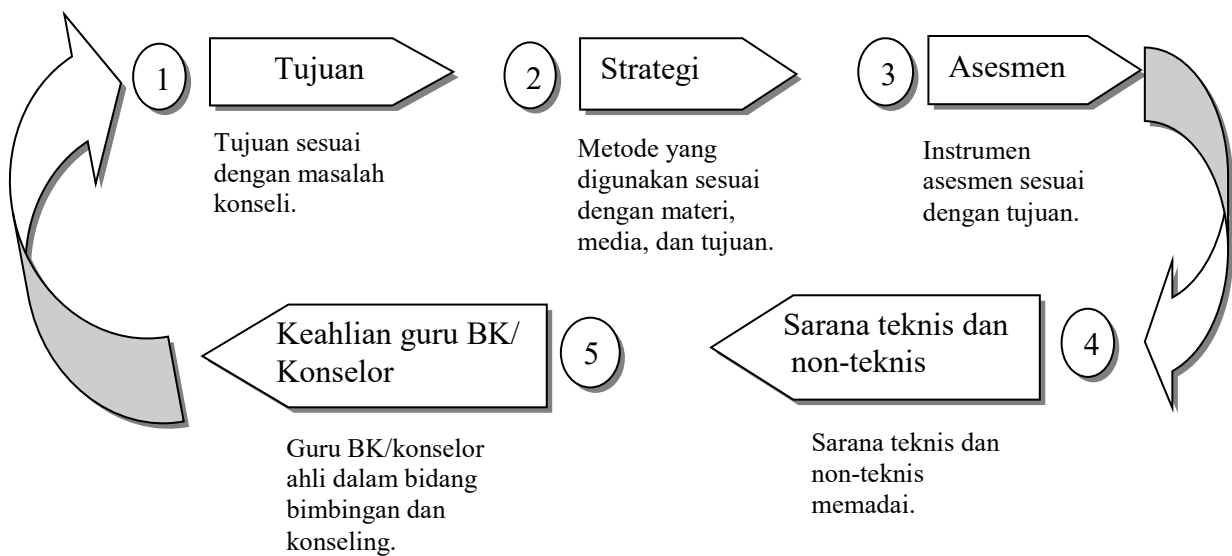 1
Tujuan
Tujuan sesuai
dengan masalah
konseli.
2
Strategi
Metode yang
digunakan sesuai
dengan materi,
media, dan tujuan.
3
Asesmen
Instrumen
asesmen sesuai
dengan tujuan.
4
Sarana teknis dan
non-teknis
Sarana teknis dan
non-teknis
memadai.
5
Keahlian guru BK/
Konselor
Guru BK/konselor
ahli dalam bidang
bimbingan dan
konseling.